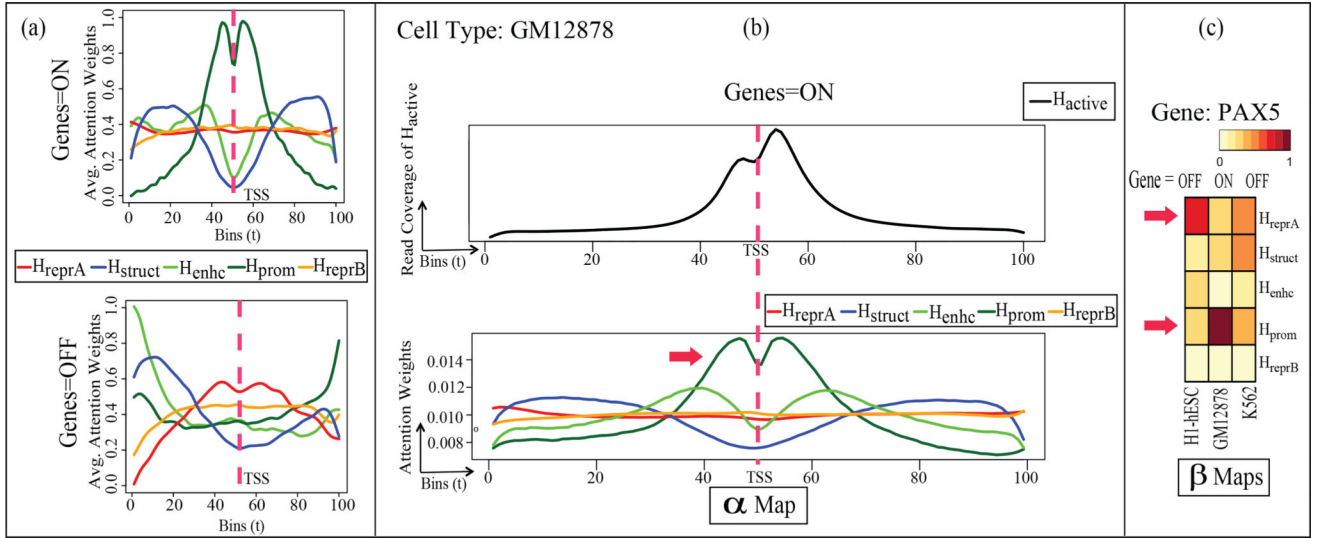 (a)
Genes=ON
Avg. Attention Weights
1.0
0.8
0.6
0.4
0.2
0.0
TSS
0 20 40 60 80 100
Bins (t)
HreprA Hstruct Henhc Hprom HreprB
Genes=OFF
Avg. Attention Weights
1.0
0.8
0.6
0.4
0.2
0.0
TSS
0 20 40 60 80 100
Bins (t)
Cell Type: GM12878
(b)
Genes=ON
Hactive
Read Coverage of Hactive
Bins (t)
0 20 40 TSS 60 80 100
HreprA Hstruct Henhc Hprom HreprB
Attention Weights
0.014
0.012
0.010
0.008
Bins (t)
0 20 40 TSS 60 80 100
α Map
(c)
Gene: PAX5
0 1
Gene = OFF ON OFF
HreprA
Hstruct
Henhc
Hprom
HreprB
H1-hESC
GM12878
K562
β Maps